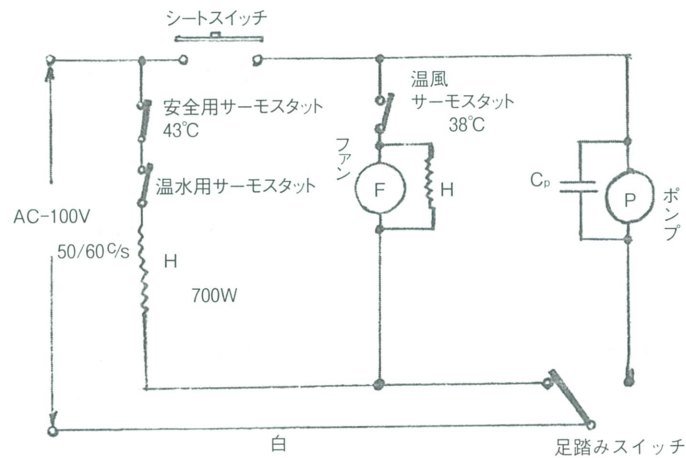 シートスイッチ
安全用サーモスタット
43℃
温水用サーモスタット
AC-100V
50/60 C/S
H
700W
温風
サーモスタット
38℃
ファン
F
H
Cp
P
ポンプ
白
足踏みスイッチ